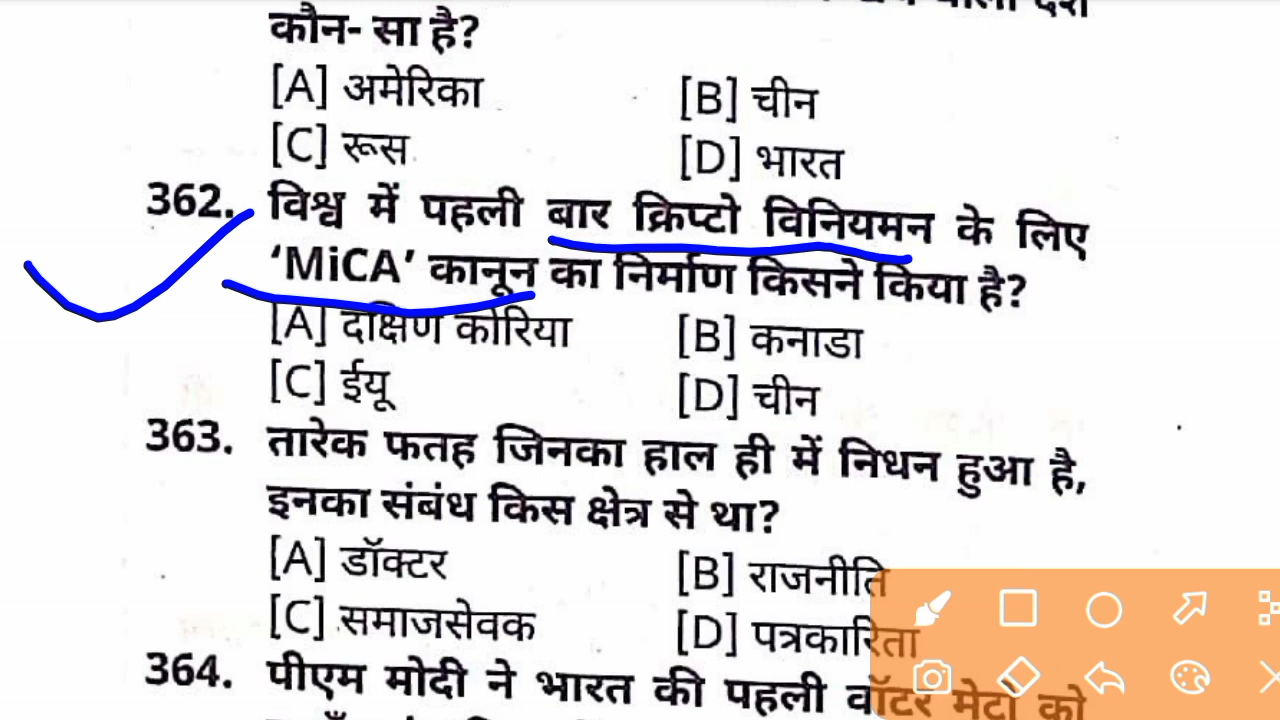 कौन- सा है?
[A] अमेरिका [B] चीन
[C] रूस [D] भारत
362. विश्व में पहली बार क्रिप्टो विनियमन के लिए
‘MiCA’ कानून का निर्माण किसने किया है?
[A] दक्षिण कोरिया [B] कनाडा
[C] ईयू [D] चीन
363. तारेक फतह जिनका हाल ही में निधन हुआ है,
इनका संबंध किस क्षेत्र से था?
[A] डॉक्टर [B] राजनीति
[C] समाजसेवक [D] पत्रकारिता
364. पीएम मोदी ने भारत की पहली वॉटर मेट्रो को